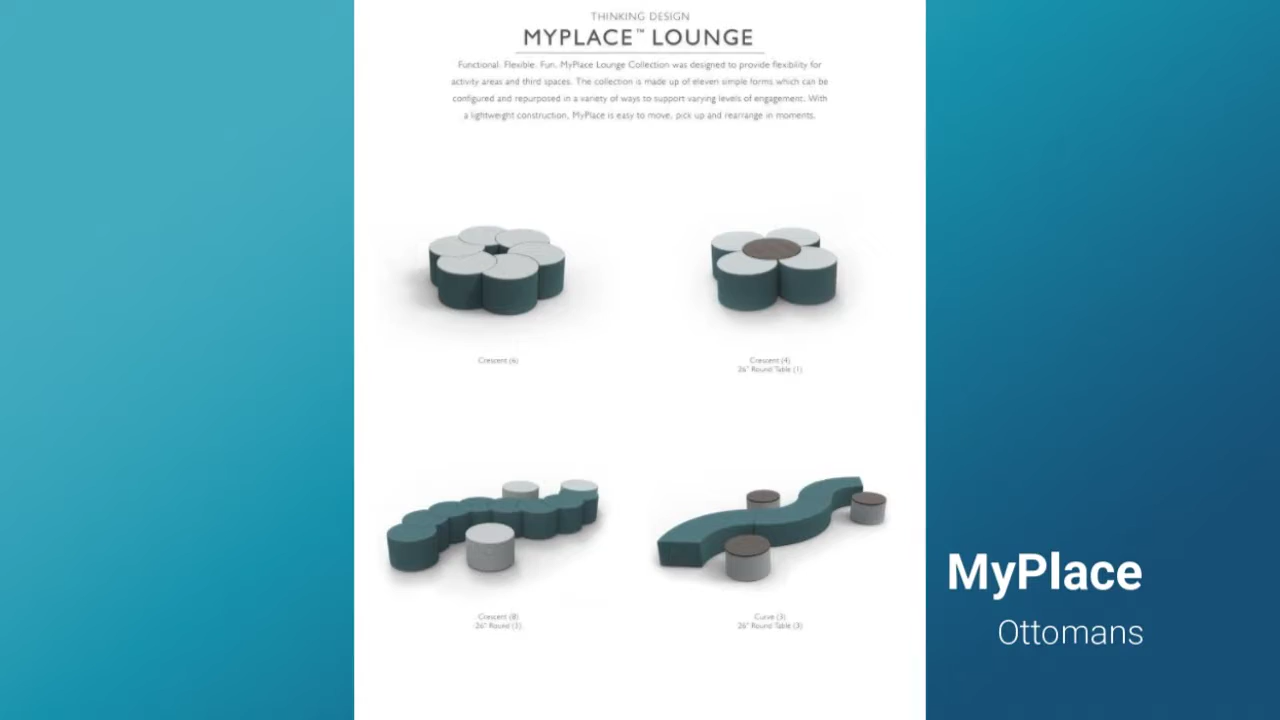 THINKING DESIGN
MYPLACE™ LOUNGE
Functional. Flexible. Fun. MyPlace Lounge Collection was designed to provide flexibility for
activity areas and third spaces. The collection is made up of eleven simple forms which can be
configured and repurposed in a variety of ways to support varying levels of engagement. With
a lightweight construction, MyPlace is easy to move, pick up and rearrange in moments.
Crescent (6)
Crescent (4)
26" Round Table (1)
Crescent (8)
26" Round (3)
Curve (3)
26" Round Table (3)
MyPlace
Ottomans